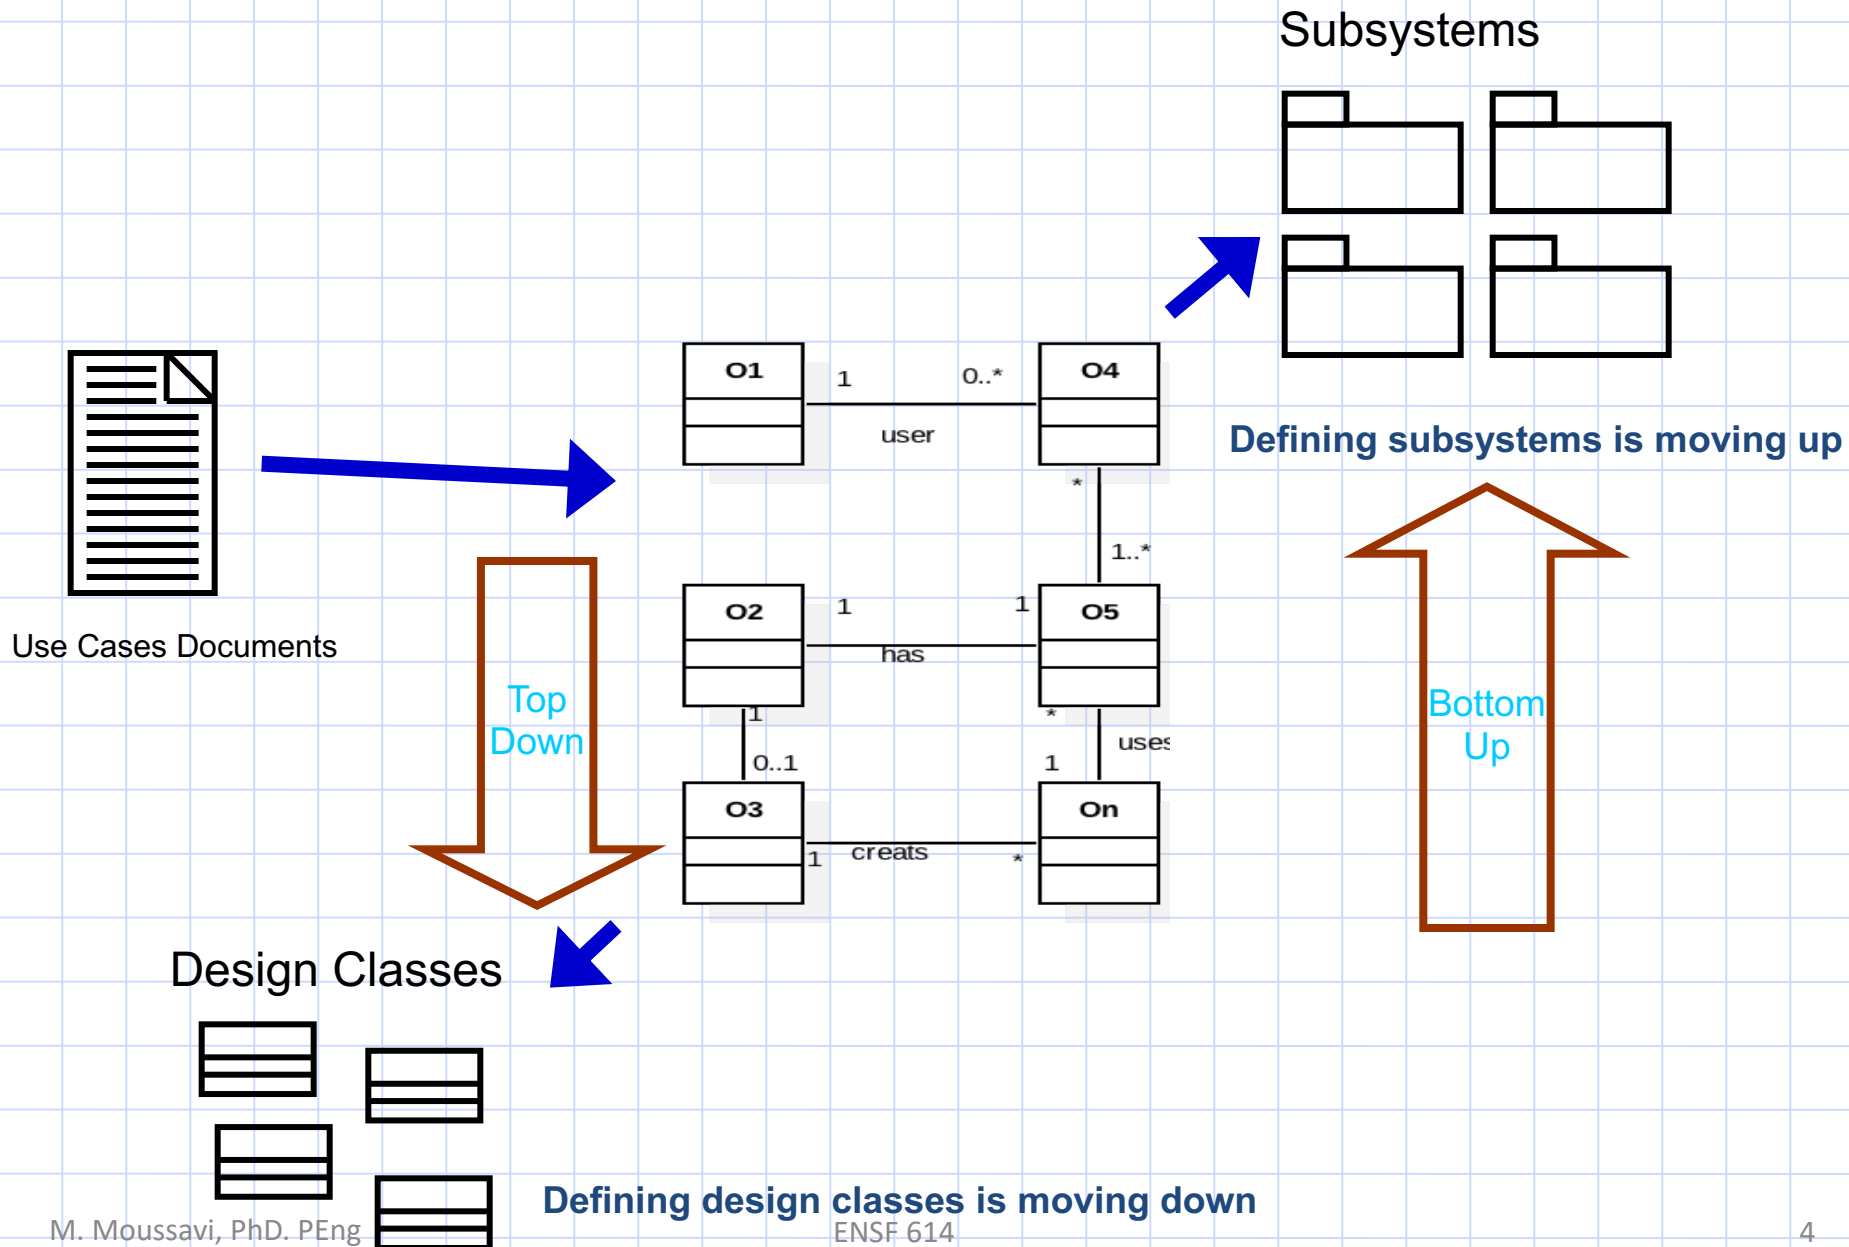 Subsystems
O1
1
0..*
O4
user
Defining subsystems is moving up
*
1..*
Use Cases Documents
O2
1
1
O5
has
Top
Down
Bottom
Up
1
*
uses
0..1
1
O3
On
1
creats
*
Design Classes
Defining design classes is moving down
M. Moussavi, PhD. PEng
ENSF 614
4